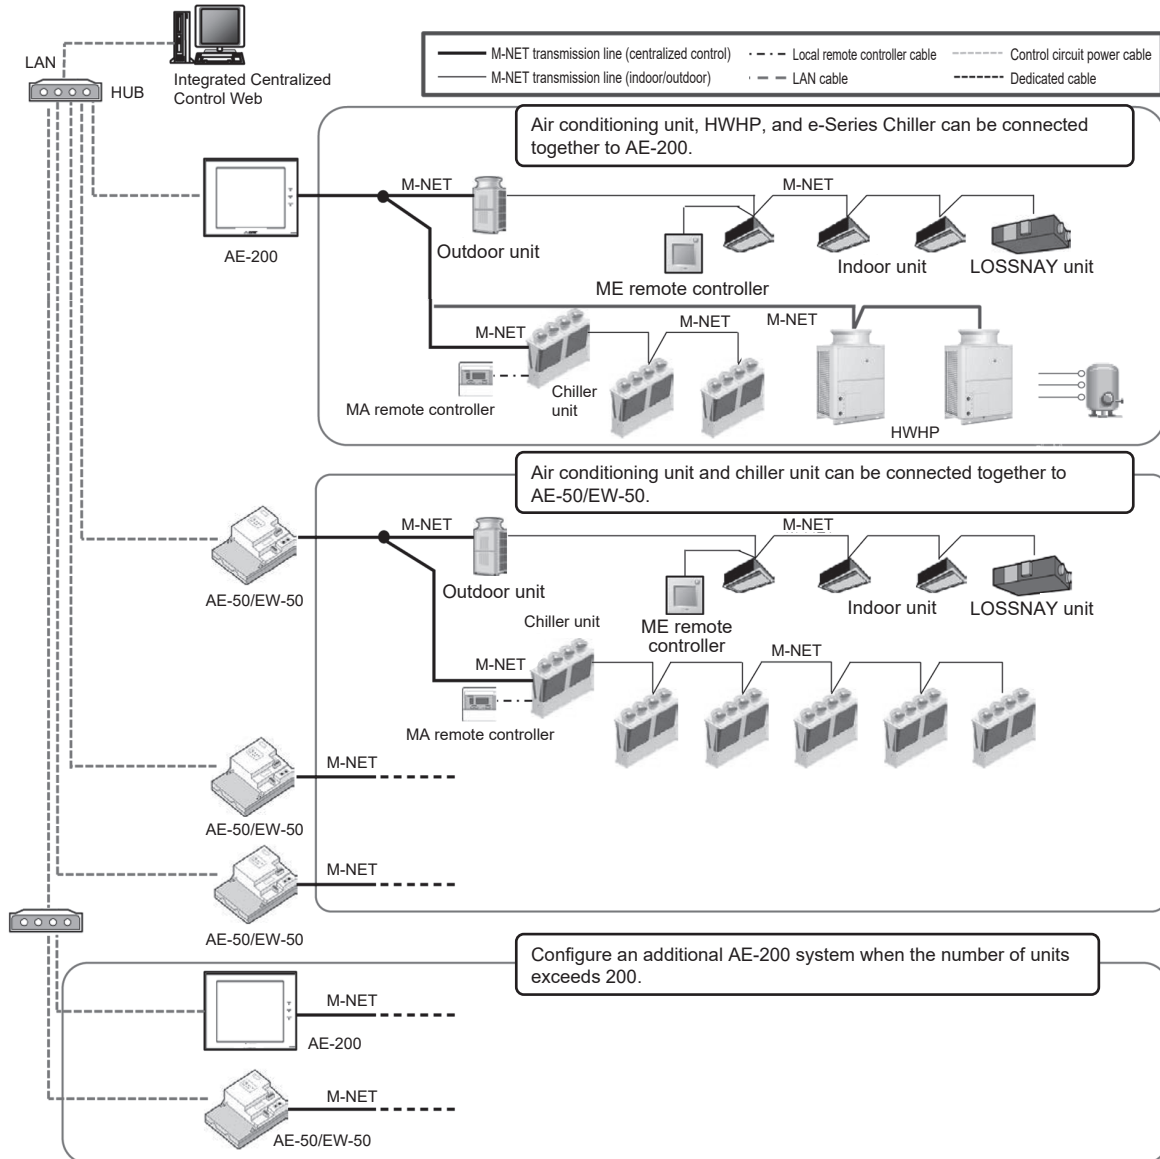 LAN
HUB
Integrated Centralized
Control Web
M-NET transmission line (centralized control)
M-NET transmission line (indoor/outdoor)
Local remote controller cable
LAN cable
Control circuit power cable
Dedicated cable
Air conditioning unit, HWHP, and e-Series Chiller can be connected
together to AE-200.
AE-200
M-NET
Outdoor unit
M-NET
ME remote controller
Indoor unit
LOSSNAY unit
M-NET
M-NET
M-NET
MA remote controller
Chiller
unit
HWHP
Air conditioning unit and chiller unit can be connected together to
AE-50/EW-50.
AE-50/EW-50
M-NET
Outdoor unit
M-NET
ME remote
controller
Indoor unit
LOSSNAY unit
Chiller unit
M-NET
M-NET
MA remote controller
M-NET
AE-50/EW-50
M-NET
AE-50/EW-50
Configure an additional AE-200 system when the number of units
exceeds 200.
M-NET
AE-200
M-NET
AE-50/EW-50